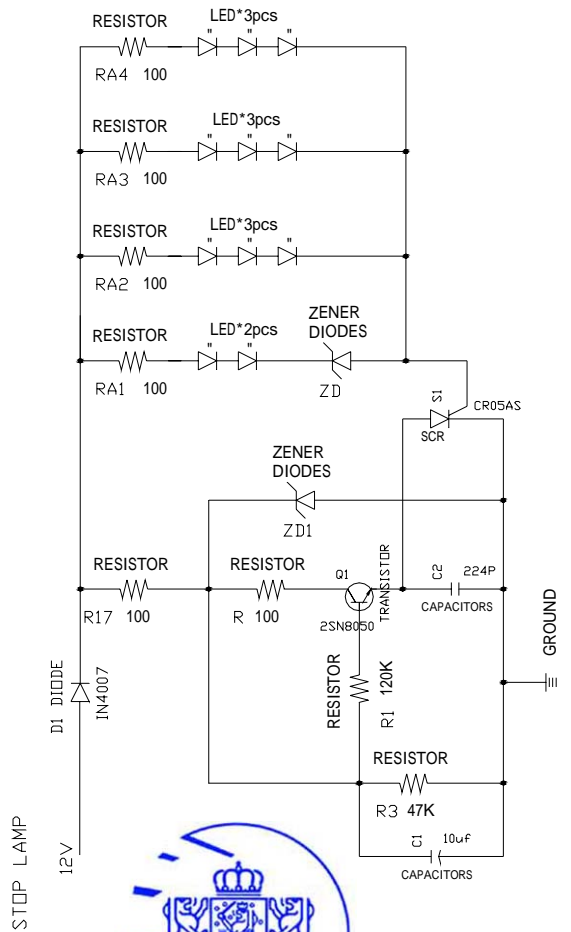 LED*3pcs
RESISTOR
RA4 100
LED*3pcs
RESISTOR
RA3 100
LED*3pcs
RESISTOR
RA2 100
ZENER
DIODES
LED*2pcs
RESISTOR
RA1 100
ZD
S1
CR05AS
SCR
ZENER
DIODES
ZD1
RESISTOR
R17 100
RESISTOR
R 100
Q1
2SN8050
TRANSISTOR
C2
224P
CAPACITORS
GROUND
D1 DIODE
IN4007
RESISTOR
120K
R1
RESISTOR
R3 47K
C1
10uf
CAPACITORS
12V
STOP LAMP